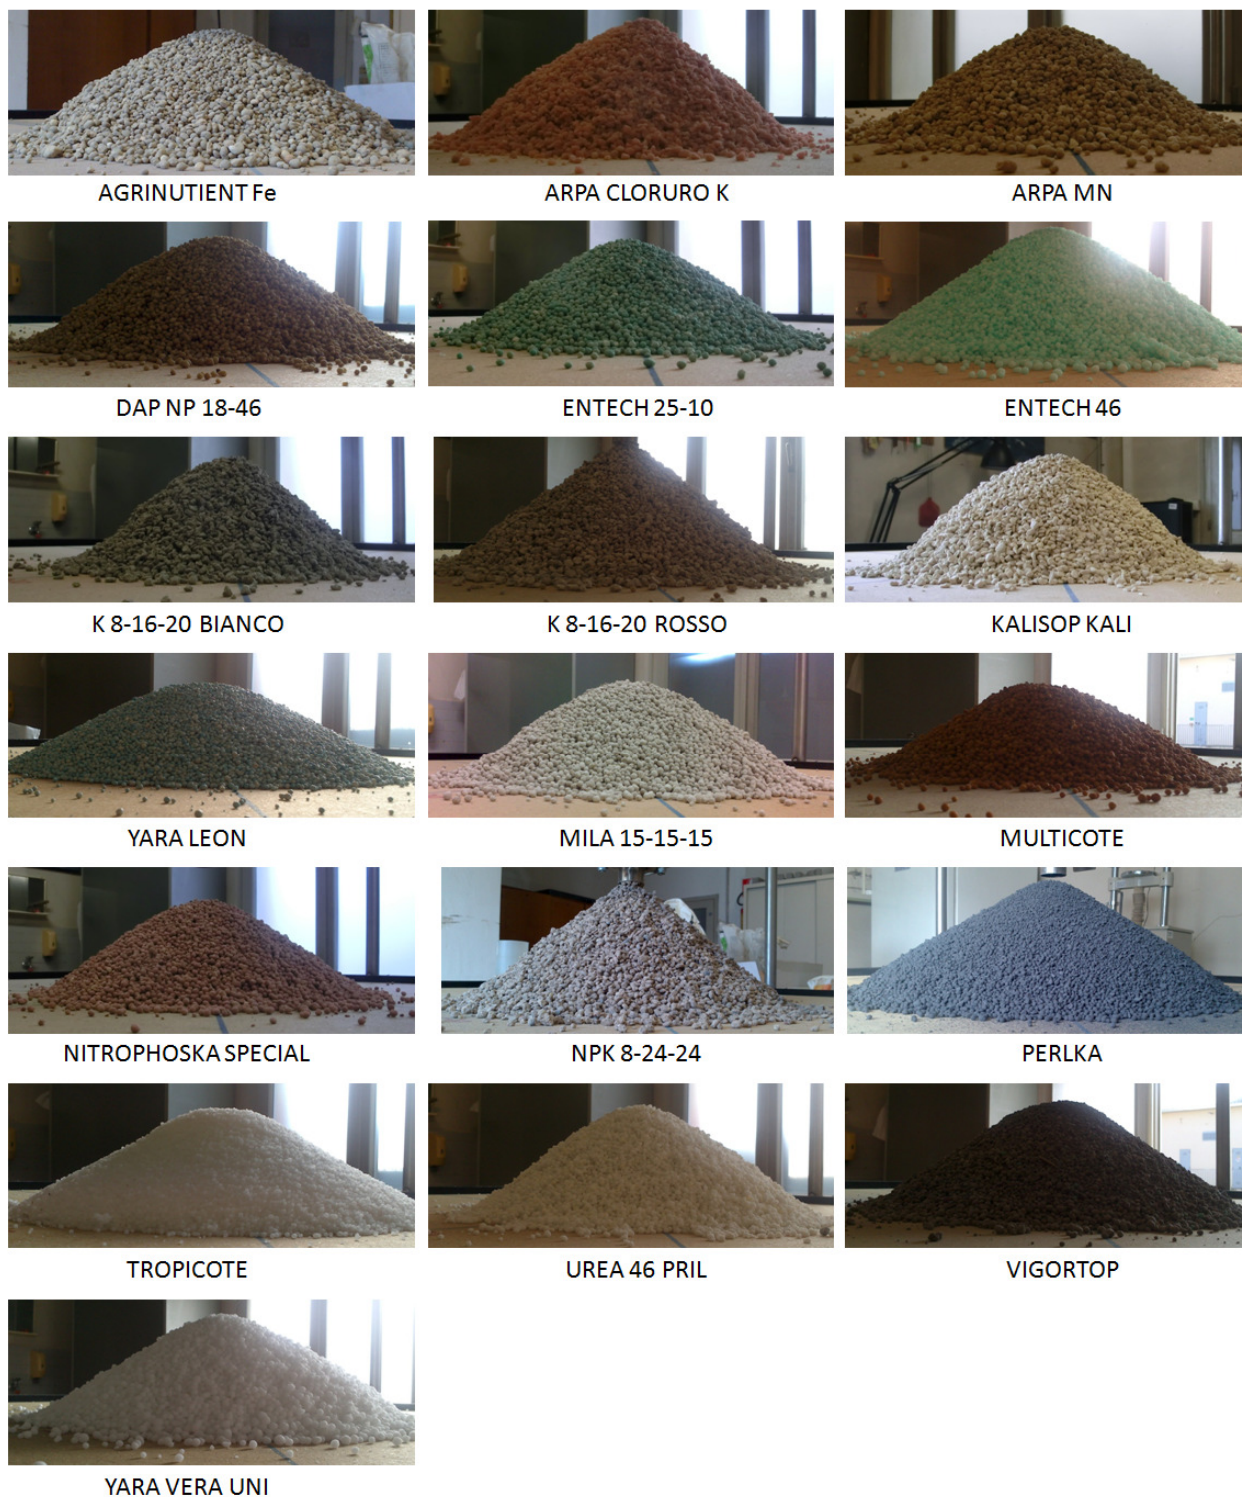 AGRINUTIENT Fe
ARPA CLORURO K
ARPA MN
DAP NP 18-46
ENTECH 25-10
ENTECH 46
K 8-16-20 BIANCO
K 8-16-20 ROSSO
KALISOP KALI
YARA LEON
MILA 15-15-15
MULTICOTE
NITROPHOSKA SPECIAL
NPK 8-24-24
PERLKA
TROPICOTE
UREA 46 PRIL
VIGORTOP
YARA VERA UNI